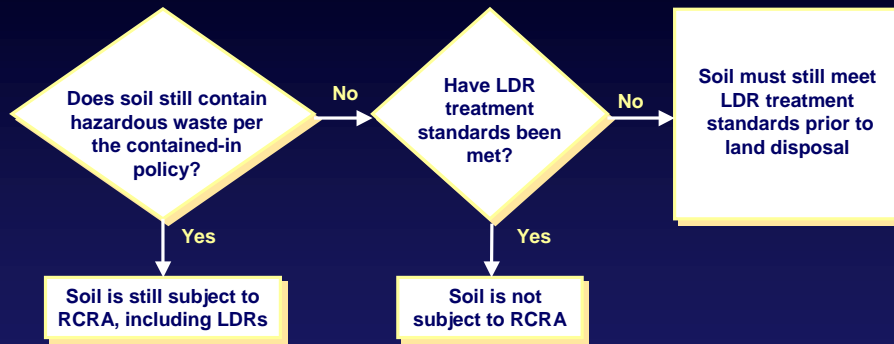 Does soil still contain
hazardous waste per
the contained-in
policy?
No
Have LDR
treatment
standards been
met?
No
Soil must still meet
LDR treatment
standards prior to
land disposal
Yes
Yes
Soil is still subject to
RCRA, including LDRs
Soil is not
subject to RCRA